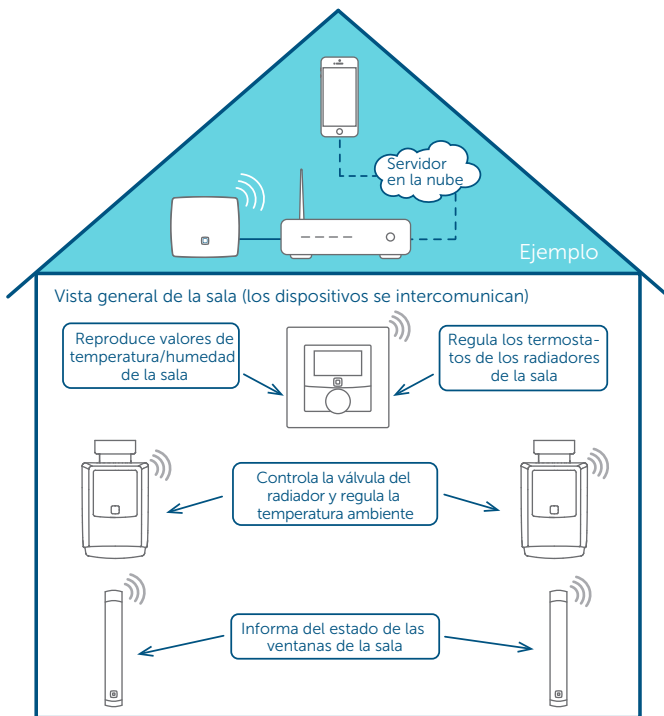 Servidor
en la nube
Ejemplo
Vista general de la sala (los dispositivos se intercomunican)
Reproduce valores de
temperatura/humedad
de la sala
Regula los termosta-
tos de los radiadores
de la sala
Controla la válvula del
radiador y regula la
temperatura ambiente
Informa del estado de las
ventanas de la sala